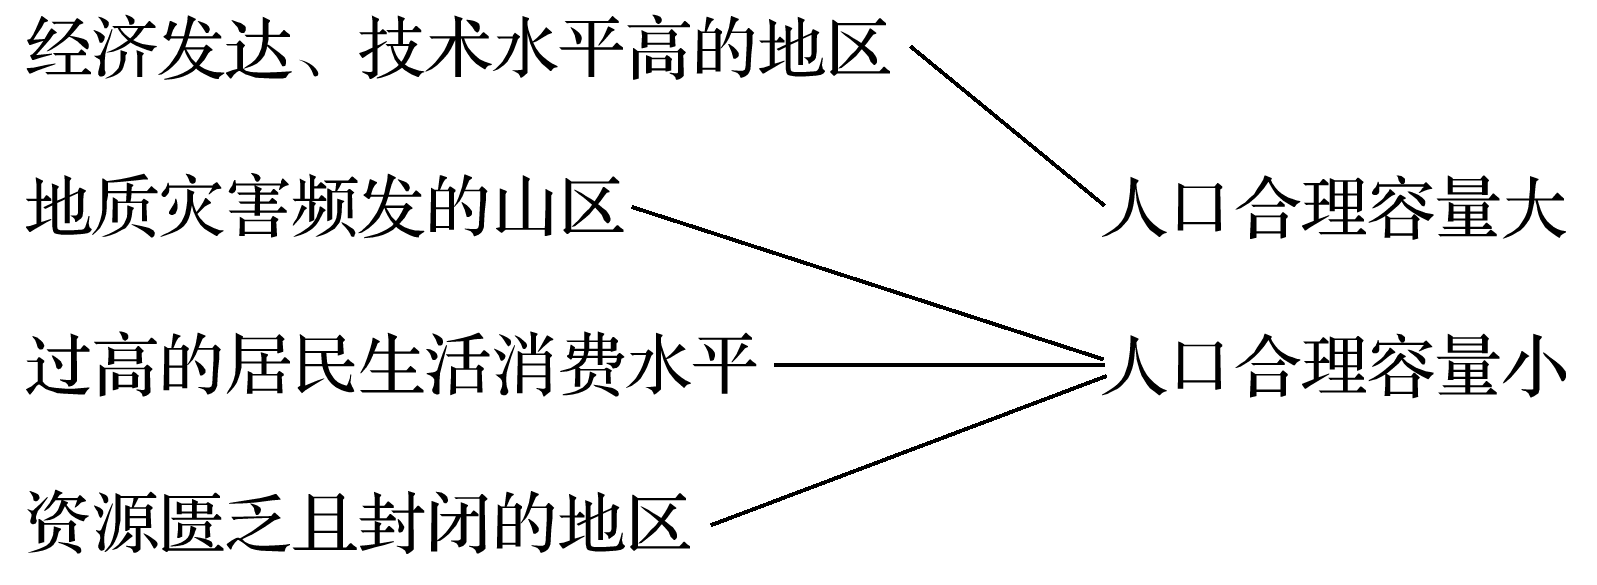 经济发达、技术水平高的地区
地质灾害频发的山区
人口合理容量大
过高的居民生活消费水平
人口合理容量小
资源匮乏且封闭的地区